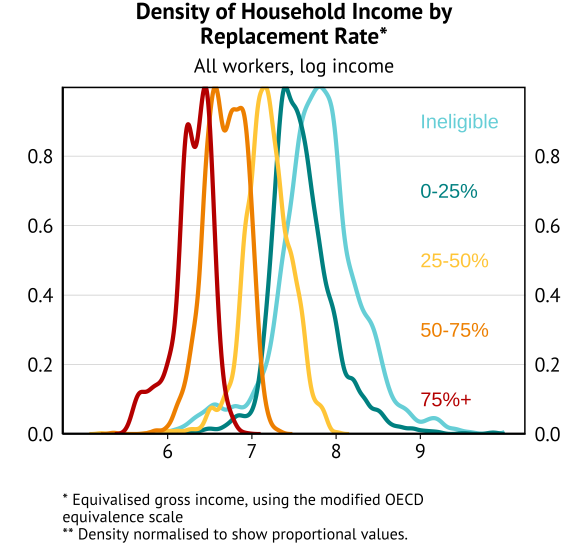 Density of Household Income by
Replacement Rate*
All workers, log income
Ineligible
0.8 0.8
0-25%
0.6 0.6
25-50%
0.4 0.4
50-75%
0.2 0.2
75%+
0.0 0.0
6 7 8 9
* Equivalised gross income, using the modified OECD
equivalence scale
** Density normalised to show proportional values.